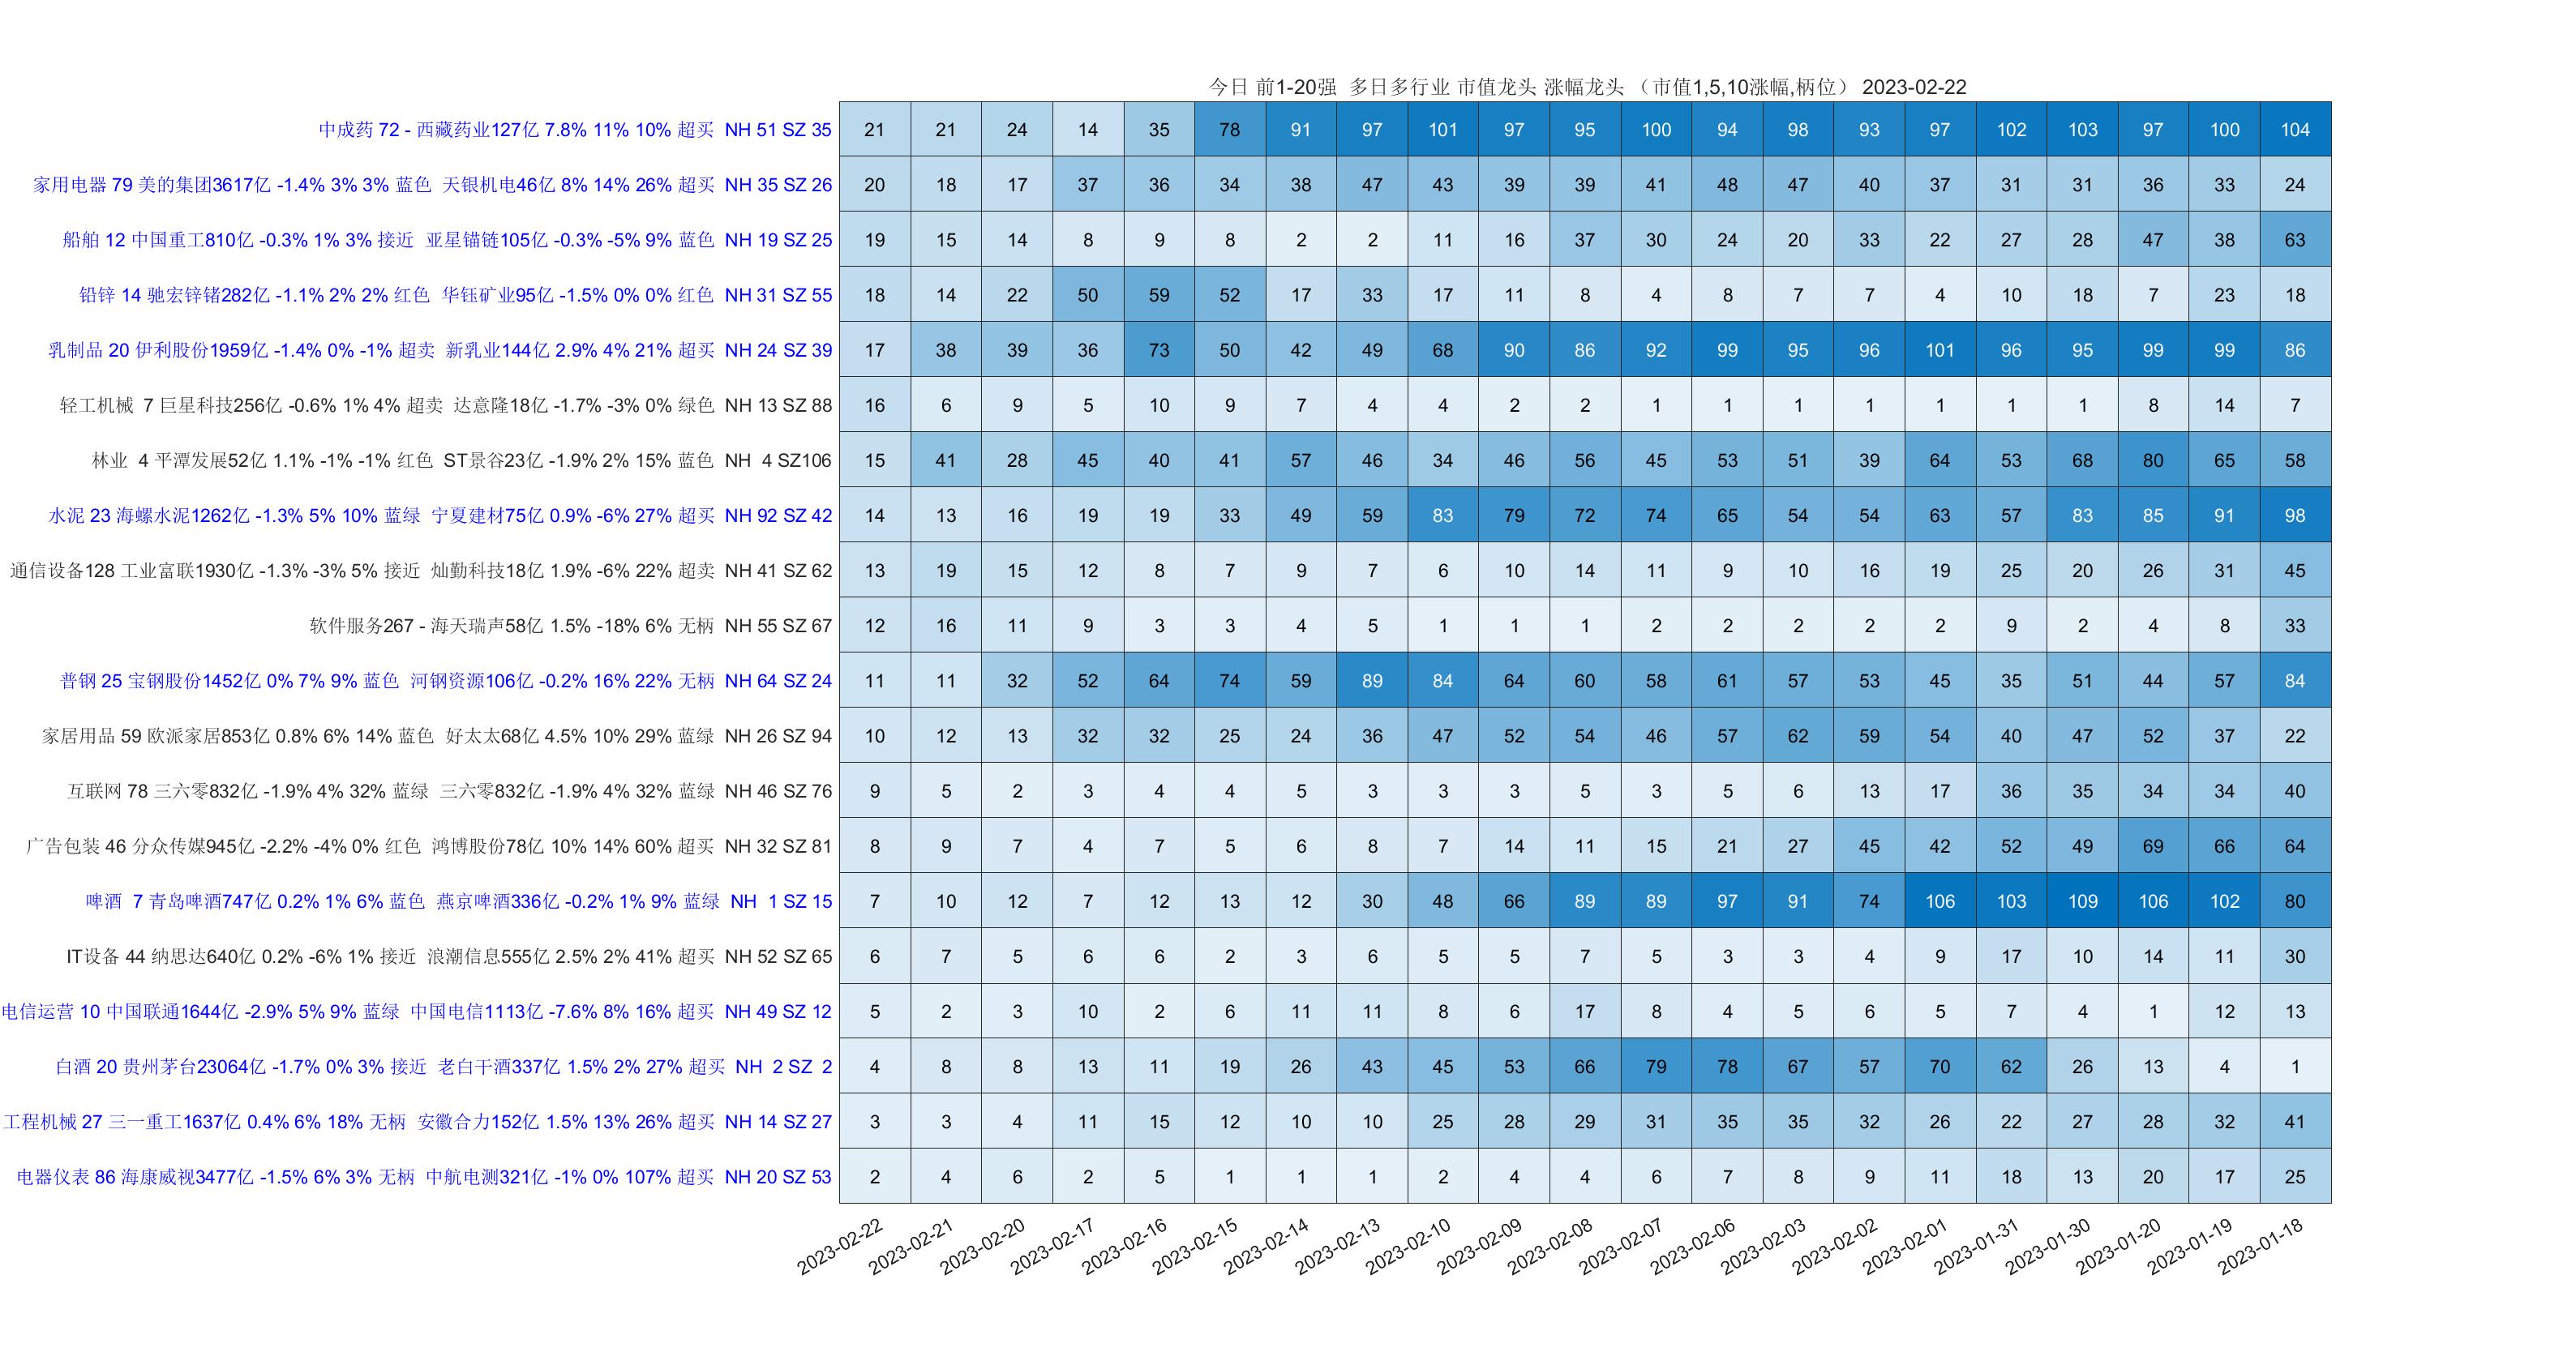 今日 前1-20强 多日多行业 市值龙头 涨幅龙头 （市值1,5,10涨幅,柄位） 2023-02-22
中成药 72 - 西藏药业127亿 7.8% 11% 10% 超买 NH 51 SZ 35 21 21 24 14 35 78 91 97 101 97 95 100 94 98 93 97 102 103 97 100 104
家用电器 79 美的集团3617亿 -1.4% 3% 3% 蓝色 天银机电46亿 8% 14% 26% 超买 NH 35 SZ 26 20 18 17 37 36 34 38 47 43 39 39 41 48 47 40 37 31 31 36 33 24
船舶 12 中国重工810亿 -0.3% 1% 3% 接近 亚星锚链105亿 -0.3% -5% 9% 蓝色 NH 19 SZ 25 19 15 14 8 9 8 2 2 11 16 37 30 24 20 33 22 27 28 47 38 63
铅锌 14 驰宏锌锗282亿 -1.1% 2% 2% 红色 华钰矿业95亿 -1.5% 0% 0% 红色 NH 31 SZ 55 18 14 22 50 59 52 17 33 17 11 8 4 8 7 7 4 10 18 7 23 18
乳制品 20 伊利股份1959亿 -1.4% 0% -1% 超卖 新乳业144亿 2.9% 4% 21% 超买 NH 24 SZ 39 17 38 39 36 73 50 42 49 68 90 86 92 99 95 96 101 96 95 99 99 86
轻工机械 7 巨星科技256亿 -0.6% 1% 4% 超卖 达意隆18亿 -1.7% -3% 0% 绿色 NH 13 SZ 88 16 6 9 5 10 9 7 4 4 2 2 1 1 1 1 1 1 1 8 14 7
林业 4 平潭发展52亿 1.1% -1% -1% 红色 ST景谷23亿 -1.9% 2% 15% 蓝色 NH 4 SZ106 15 41 28 45 40 41 57 46 34 46 56 45 53 51 39 64 53 68 80 65 58
水泥 23 海螺水泥1262亿 -1.3% 5% 10% 蓝绿 宁夏建材75亿 0.9% -6% 27% 超买 NH 92 SZ 42 14 13 16 19 19 33 49 59 83 79 72 74 65 54 54 63 57 83 85 91 98
通信设备128 工业富联1930亿 -1.3% -3% 5% 接近 灿勤科技18亿 1.9% -6% 22% 超卖 NH 41 SZ 62 13 19 15 12 8 7 9 7 6 10 14 11 9 10 16 19 25 20 26 31 45
软件服务267 - 海天瑞声58亿 1.5% -18% 6% 无柄 NH 55 SZ 67 12 16 11 9 3 3 4 5 1 1 1 2 2 2 2 2 9 2 4 8 33
普钢 25 宝钢股份1452亿 0% 7% 9% 蓝色 河钢资源106亿 -0.2% 16% 22% 无柄 NH 64 SZ 24 11 11 32 52 64 74 59 89 84 64 60 58 61 57 53 45 35 51 44 57 84
家居用品 59 欧派家居853亿 0.8% 6% 14% 蓝色 好太太68亿 4.5% 10% 29% 蓝绿 NH 26 SZ 94 10 12 13 32 32 25 24 36 47 52 54 46 57 62 59 54 40 47 52 37 22
互联网 78 三六零832亿 -1.9% 4% 32% 蓝绿 三六零832亿 -1.9% 4% 32% 蓝绿 NH 46 SZ 76 9 5 2 3 4 4 5 3 3 3 5 3 5 6 13 17 36 35 34 34 40
广告包装 46 分众传媒945亿 -2.2% -4% 0% 红色 鸿博股份78亿 10% 14% 60% 超买 NH 32 SZ 81 8 9 7 4 7 5 6 8 7 14 11 15 21 27 45 42 52 49 69 66 64
啤酒 7 青岛啤酒747亿 0.2% 1% 6% 蓝色 燕京啤酒336亿 -0.2% 1% 9% 蓝绿 NH 1 SZ 15 7 10 12 7 12 13 12 30 48 66 89 89 97 91 74 106 103 109 106 102 80
IT设备 44 纳思达640亿 0.2% -6% 1% 接近 浪潮信息555亿 2.5% 2% 41% 超买 NH 52 SZ 65 6 7 5 6 6 2 3 6 5 5 7 5 3 3 4 9 17 10 14 11 30
电信运营 10 中国联通1644亿 -2.9% 5% 9% 蓝绿 中国电信1113亿 -7.6% 8% 16% 超买 NH 49 SZ 12 5 2 3 10 2 6 11 11 8 6 17 8 4 5 6 5 7 4 1 12 13
白酒 20 贵州茅台23064亿 -1.7% 0% 3% 接近 老白干酒337亿 1.5% 2% 27% 超买 NH 2 SZ 2 4 8 8 13 11 19 26 43 45 53 66 79 78 67 57 70 62 26 13 4 1
工程机械 27 三一重工1637亿 0.4% 6% 18% 无柄 安徽合力152亿 1.5% 13% 26% 超买 NH 14 SZ 27 3 3 4 11 15 12 10 10 25 28 29 31 35 35 32 26 22 27 28 32 41
电器仪表 86 海康威视3477亿 -1.5% 6% 3% 无柄 中航电测321亿 -1% 0% 107% 超买 NH 20 SZ 53 2 4 6 2 5 1 1 1 2 4 4 6 7 8 9 11 18 13 20 17 25
2023-02-22 2023-02-21 2023-02-20 2023-02-17 2023-02-16 2023-02-15 2023-02-14 2023-02-13 2023-02-10 2023-02-09 2023-02-08 2023-02-07 2023-02-06 2023-02-03 2023-02-02 2023-02-01 2023-01-31 2023-01-30 2023-01-20 2023-01-19 2023-01-18